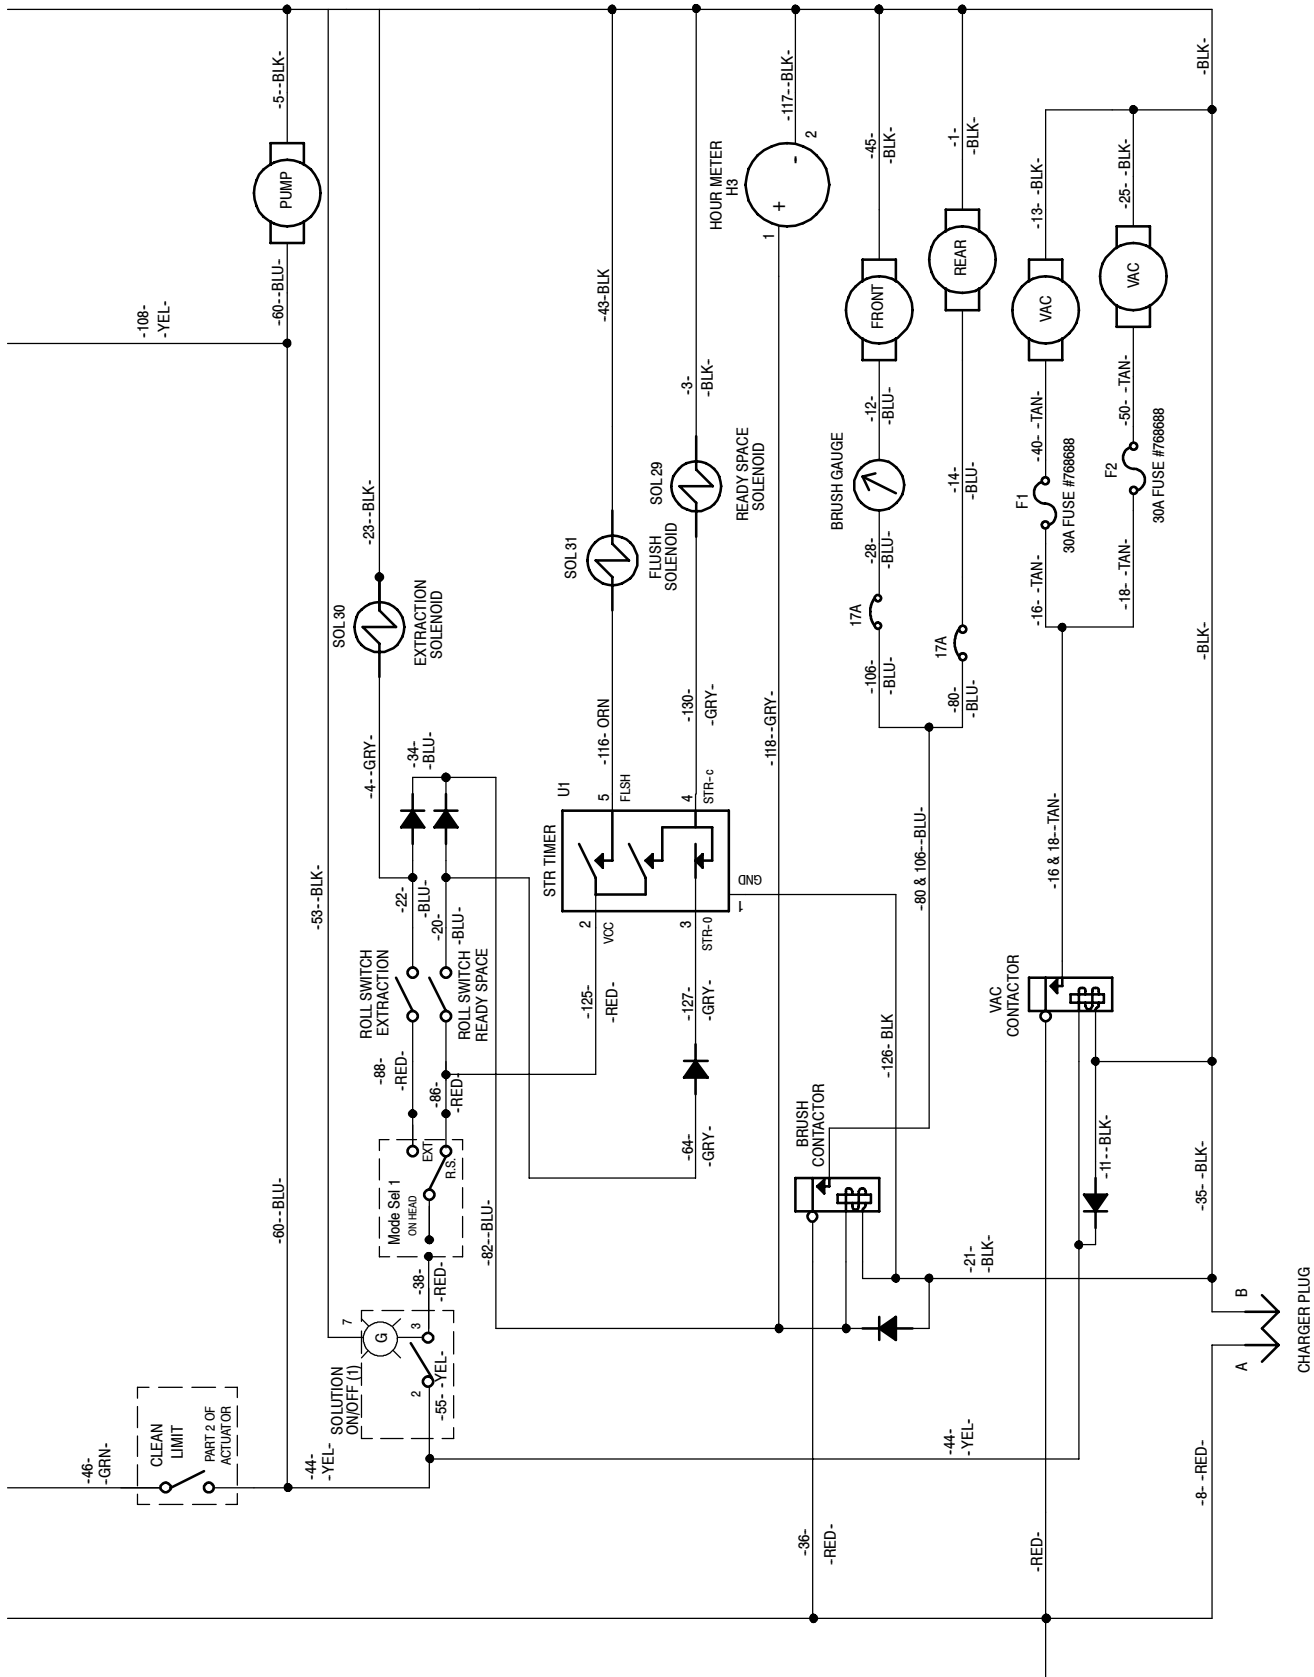 -46-
-GRN-
CLEAN
LIMIT
PART 2 OF
ACTUATOR
-44-
-YEL-
-60--BLU-
-108-
-YEL-
-60--BLU-
PUMP
-5--BLK-
SOLUTION
ON/OFF (1)
2
3
7
G
-55- -YEL-
-53--BLK-
-38-
-RED-
Mode Sel 1
ON HEAD
EXT
R.S.
-88-
-RED-
-86-
-RED-
ROLL SWITCH
EXTRACTION
ROLL SWITCH
READY SPACE
-22-
-BLU-
-20-
-BLU-
-34-
-BLU-
-4--GRY-
SOL 30
EXTRACTION
SOLENOID
-23--BLK-
-82--BLU-
-64-
-GRY-
-127-
-GRY-
-125-
-RED-
STR TIMER
U1
2
VCC
3
STR-0
1
GND
5
FLSH
4
STR-c
-116- ORN
-130-
-GRY-
SOL 31
FLUSH
SOLENOID
SOL 29
READY SPACE
SOLENOID
-43-BLK
-3-
-BLK-
HOUR METER
H3
1
+
-
2
-117--BLK-
-118--GRY-
-126- BLK
BRUSH
CONTACTOR
-36-
-RED-
-21-
-BLK-
-80 & 106--BLU-
-106-
-BLU-
-80-
-BLU-
17A
17A
-28-
-BLU-
BRUSH GAUGE
-12-
-BLU-
-14-
-BLU-
FRONT
REAR
-45-
-BLK-
-1-
-BLK-
VAC
CONTACTOR
-RED-
-44-
-YEL-
-11--BLK-
-16 & 18--TAN-
-16- -TAN-
-18- -TAN-
F1
30A FUSE #768688
F2
30A FUSE #768688
-40- -TAN-
-50- -TAN-
VAC
VAC
-13- -BLK-
-25- -BLK-
-BLK-
-BLK-
-35- -BLK-
-8- -RED-
A
B
CHARGER PLUG